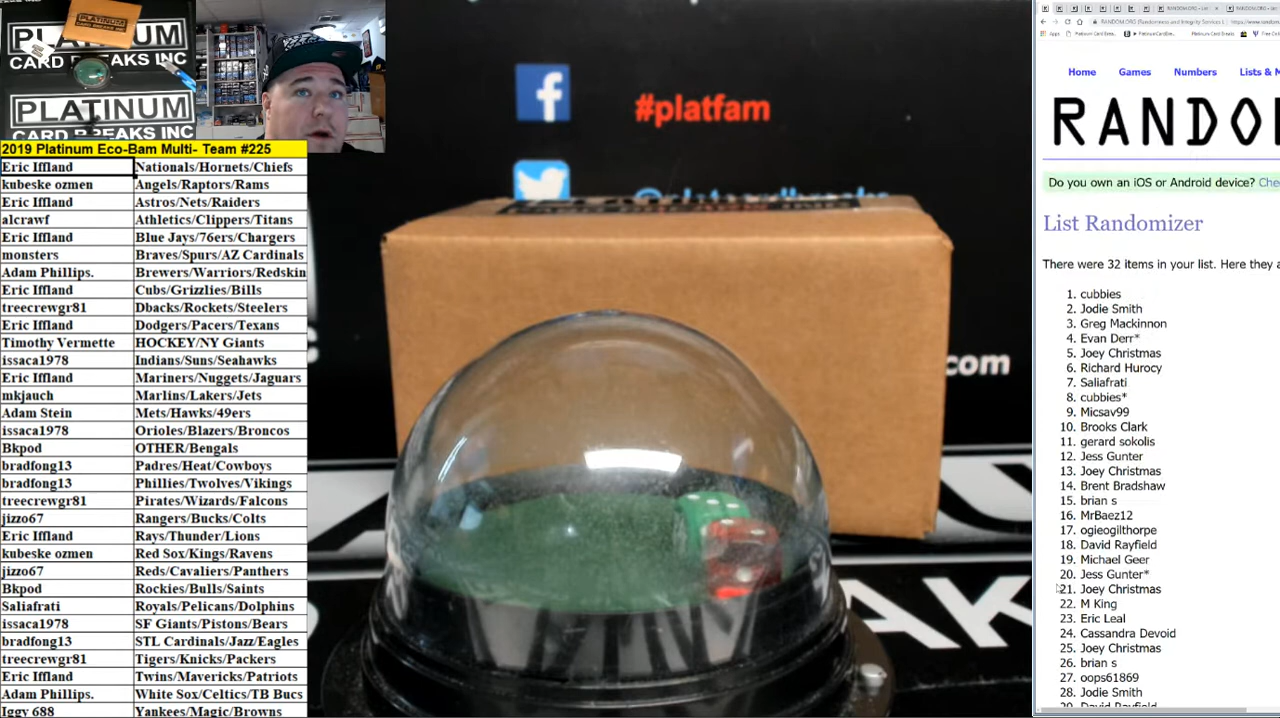 PLATINUM
CARD BREAKS INC
PLATINUM
CARD BREAKS INC
#platfam
com
2019 Platinum Eco-Bam Multi- Team #225
Eric Iffland Nationals/Hornets/Chiefs
kubeske ozmen Angels/Raptors/Rams
Eric Iffland Astros/Nets/Raiders
alcrawf Athletics/Clippers/Titans
Eric Iffland Blue Jays/76ers/Chargers
monsters Braves/Spurs/AZ Cardinals
Adam Phillips. Brewers/Warriors/Redskin
Eric Iffland Cubs/Grizzlies/Bills
treecrewgr81 Dbacks/Rockets/Steelers
Eric Iffland Dodgers/Pacers/Texans
Timothy Vermette HOCKEY/NY Giants
issaca1978 Indians/Suns/Seahawks
Eric Iffland Mariners/Nuggets/Jaguars
mkjauch Marlins/Lakers/Jets
Adam Stein Mets/Hawks/49ers
issaca1978 Orioles/Blazers/Broncos
Bkpod OTHER/Bengals
bradfong13 Padres/Heat/Cowboys
bradfong13 Phillies/Twolves/Vikings
treecrewgr81 Pirates/Wizards/Falcons
jizzo67 Rangers/Bucks/Colts
Eric Iffland Rays/Thunder/Lions
kubeske ozmen Red Sox/Kings/Ravens
jizzo67 Reds/Cavaliers/Panthers
Bkpod Rockies/Bulls/Saints
Saliafrati Royals/Pelicans/Dolphins
issaca1978 SF Giants/Pistons/Bears
bradfong13 STL Cardinals/Jazz/Eagles
treecrewgr81 Tigers/Knicks/Packers
Eric Iffland Twins/Mavericks/Patriots
Adam Phillips. White Sox/Celtics/TB Bucs
Iggy 688 Yankees/Magic/Browns
Home Games Numbers Lists & M
RANDO
Do you own an iOS or Android device? Che
List Randomizer
There were 32 items in your list. Here they a
1. cubbies
2. Jodie Smith
3. Greg Mackinnon
4. Evan Derr*
5. Joey Christmas
6. Richard Hurocy
7. Saliafrati
8. cubbies*
9. Micsav99
10. Brooks Clark
11. gerard sokolis
12. Jess Gunter
13. Joey Christmas
14. Brent Bradshaw
15. brian s
16. MrBaez12
17. ogieogilthorpe
18. David Rayfield
19. Michael Geer
20. Jess Gunter*
21. Joey Christmas
22. M King
23. Eric Leal
24. Cassandra Devoid
25. Joey Christmas
26. brian s
27. oops61869
28. Jodie Smith
29. David Rayfield